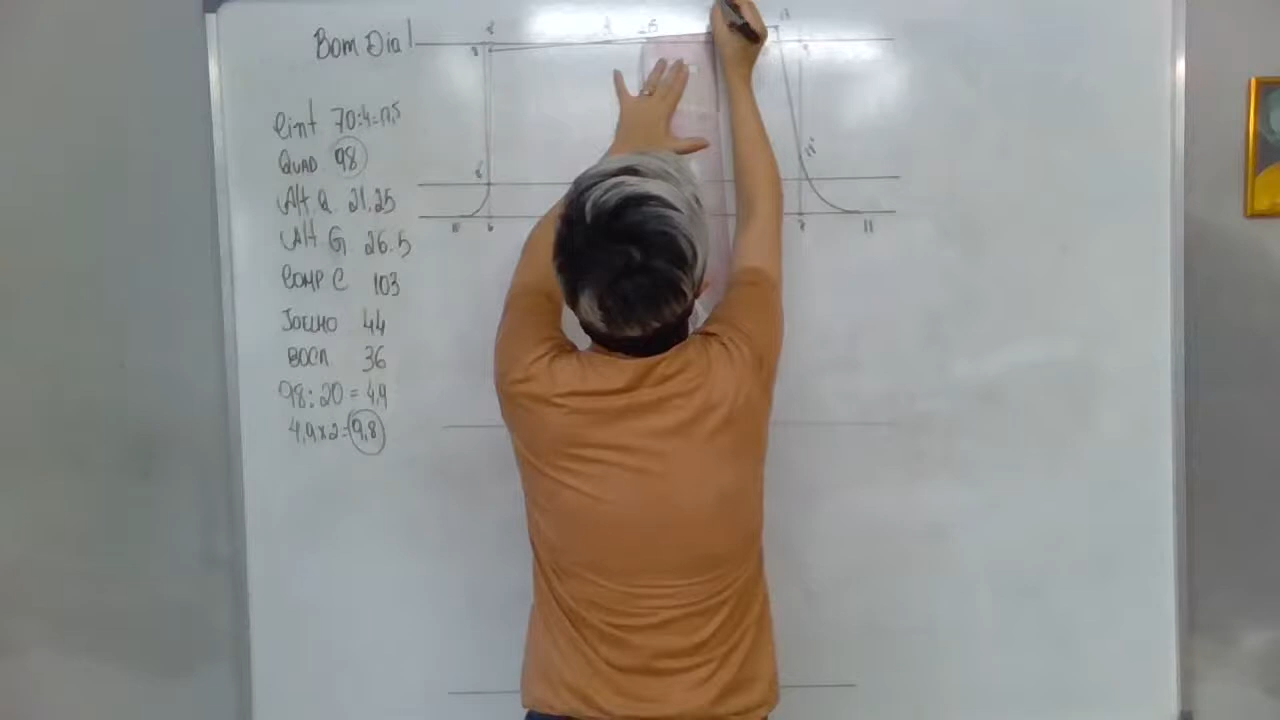 Bom Dia!
Cint 70:4=17,5
QUAD. 98
Alt. Q. 21,25
Alt. G 26.5
COMP C 103
JOELHO 44
BOCA 36
98:20 = 4,9
4,9x2=9,8